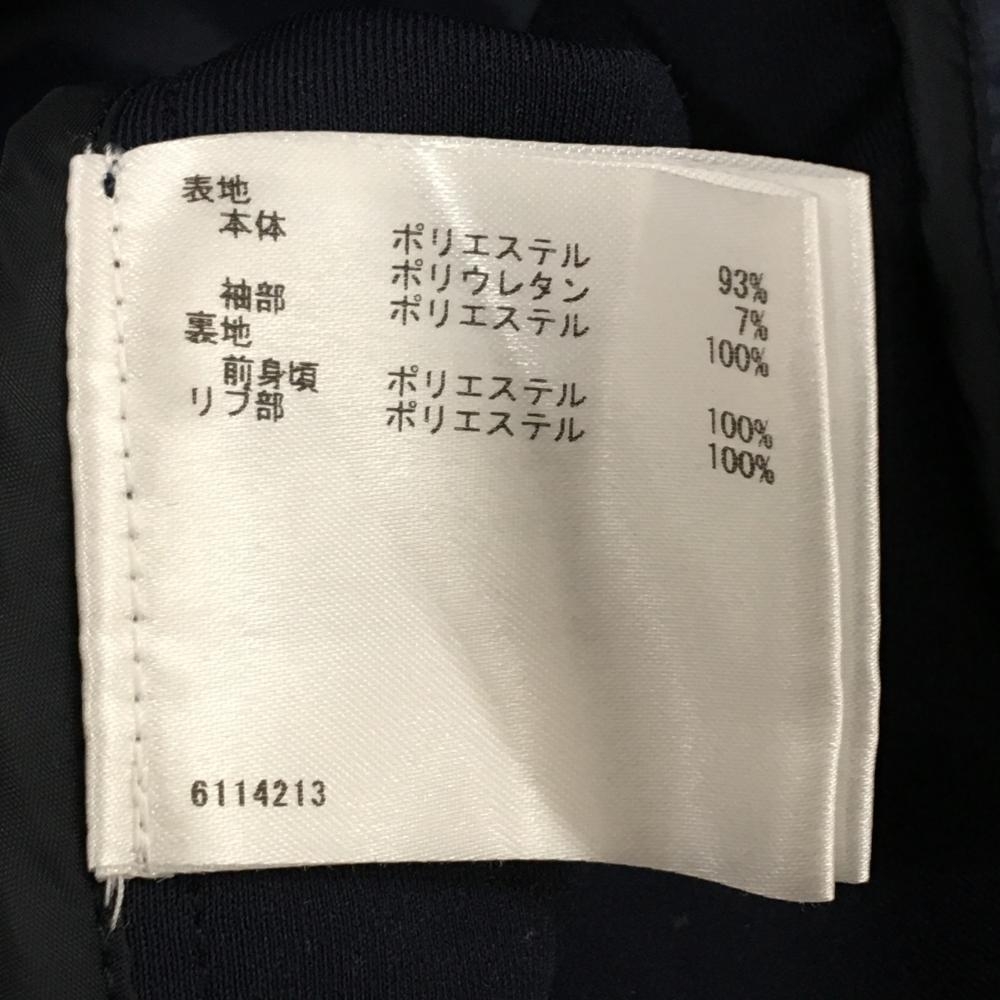 表地
本体 ポリエステル 93%
ポリウレタン 7%
袖部 ポリエステル 100%
裏地
前身頃 ポリエステル 100%
リブ部 ポリエステル 100%
6114213